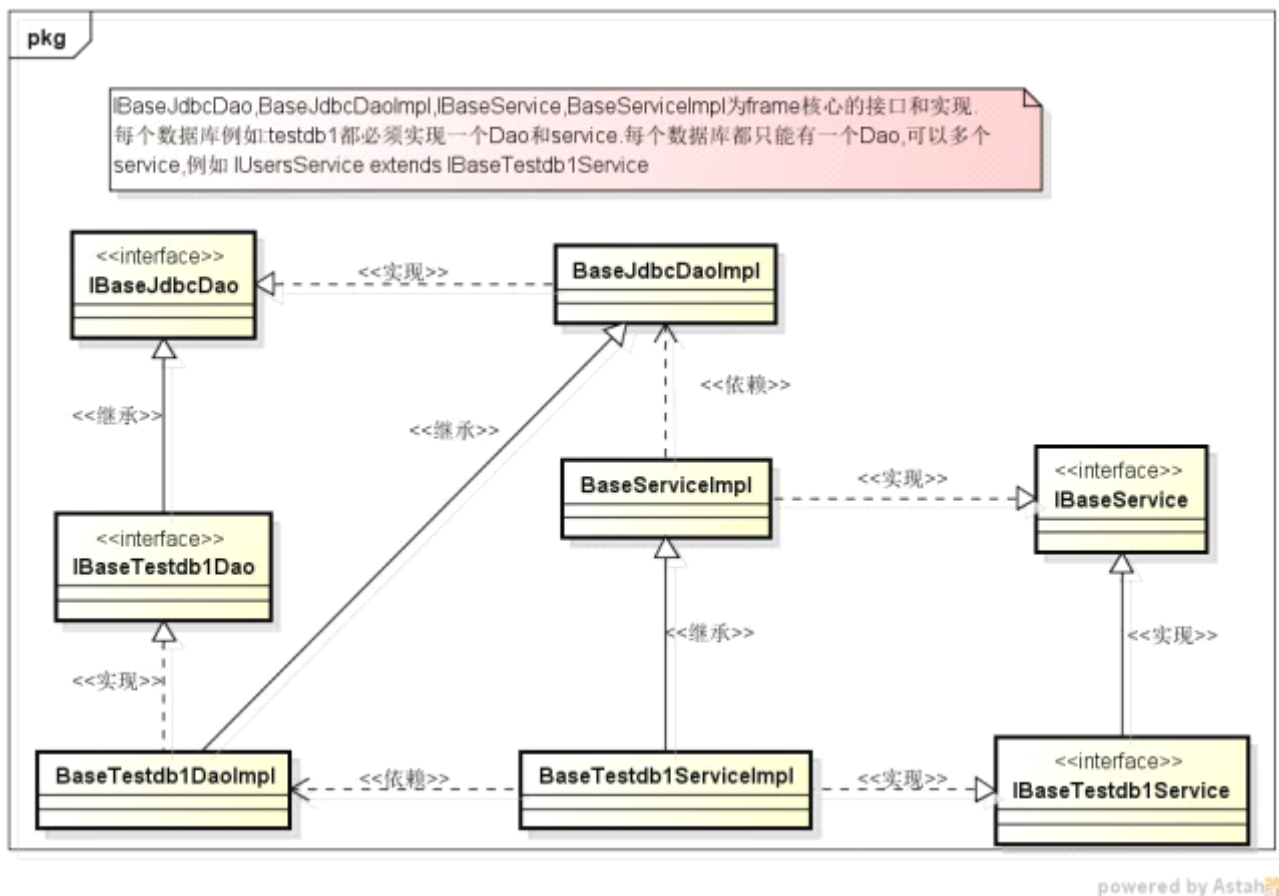 pkg
IBaseJdbcDao,BaseJdbcDaoImpl,IBaseService,BaseServiceImpl为frame核心的接口和实现.
每个数据库例如:testdb1都必须实现一个Dao和service.每个数据库都只能有一个Dao,可以多个
service,例如 IUsersService extends IBaseTestdb1Service
<<interface>>
IBaseJdbcDao
<<实现>>
BaseJdbcDaoImpl
<<继承>>
<<继承>>
<<依赖>>
BaseServiceImpl
<<实现>>
<<interface>>
IBaseService
<<interface>>
IBaseTestdb1Dao
<<实现>>
<<继承>>
<<实现>>
BaseTestdb1DaoImpl
<<依赖>>
BaseTestdb1ServiceImpl
<<实现>>
<<interface>>
IBaseTestdb1Service
powered by Astah